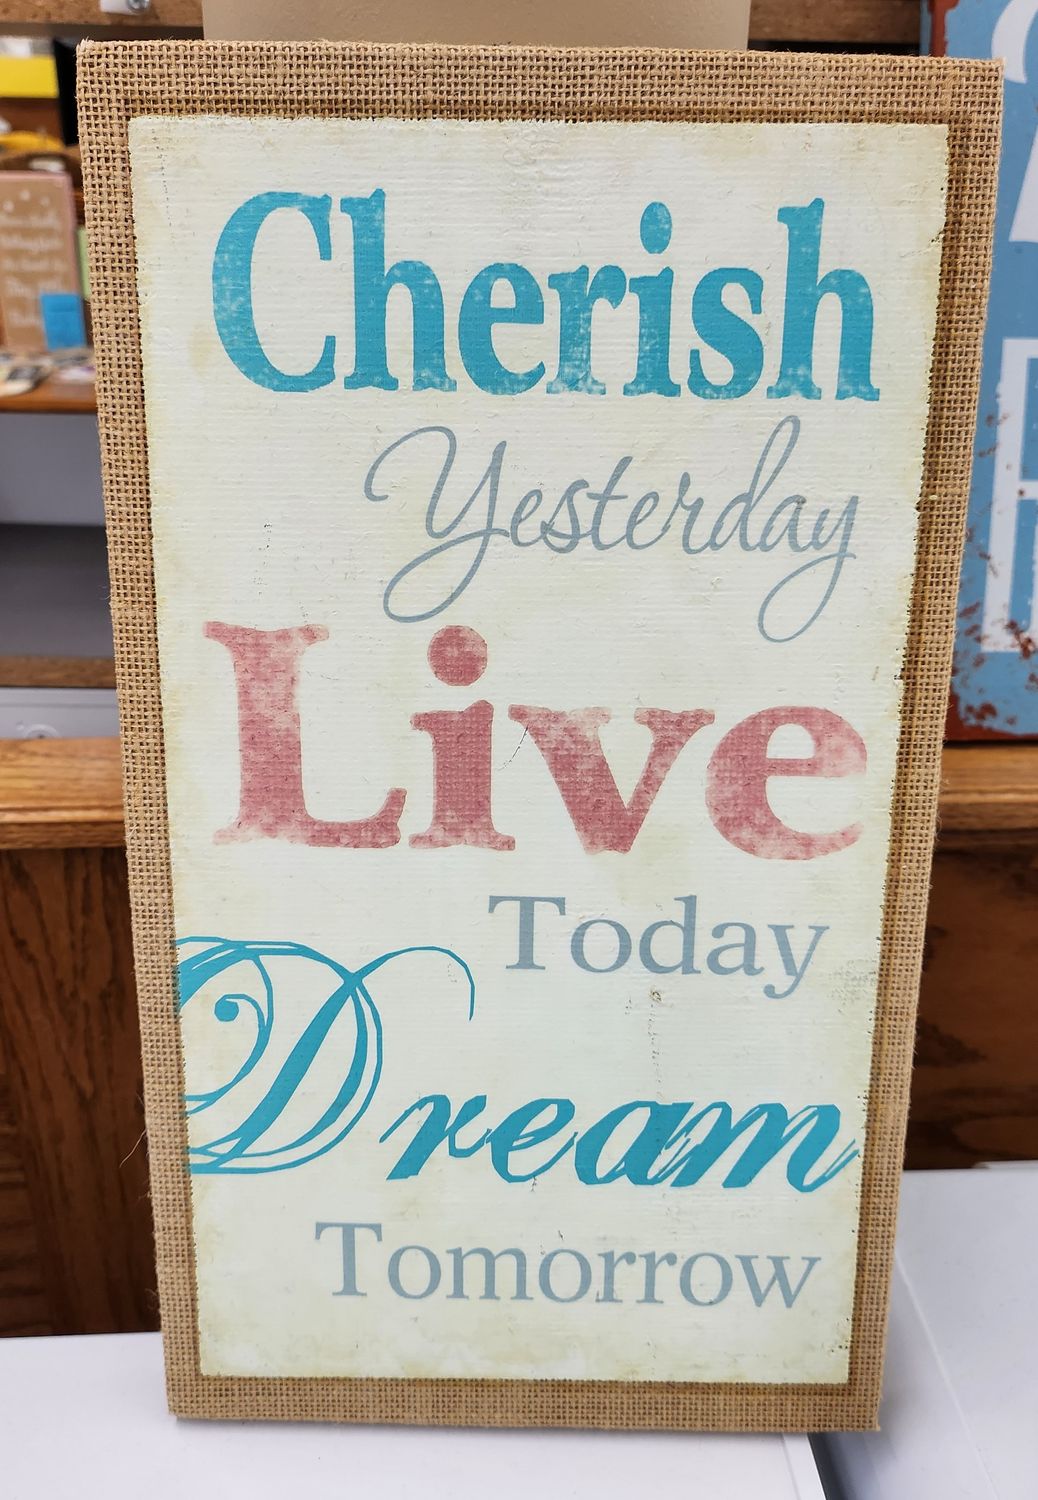 Cherish
Yesterday
Live
Today
Dream
Tomorrow